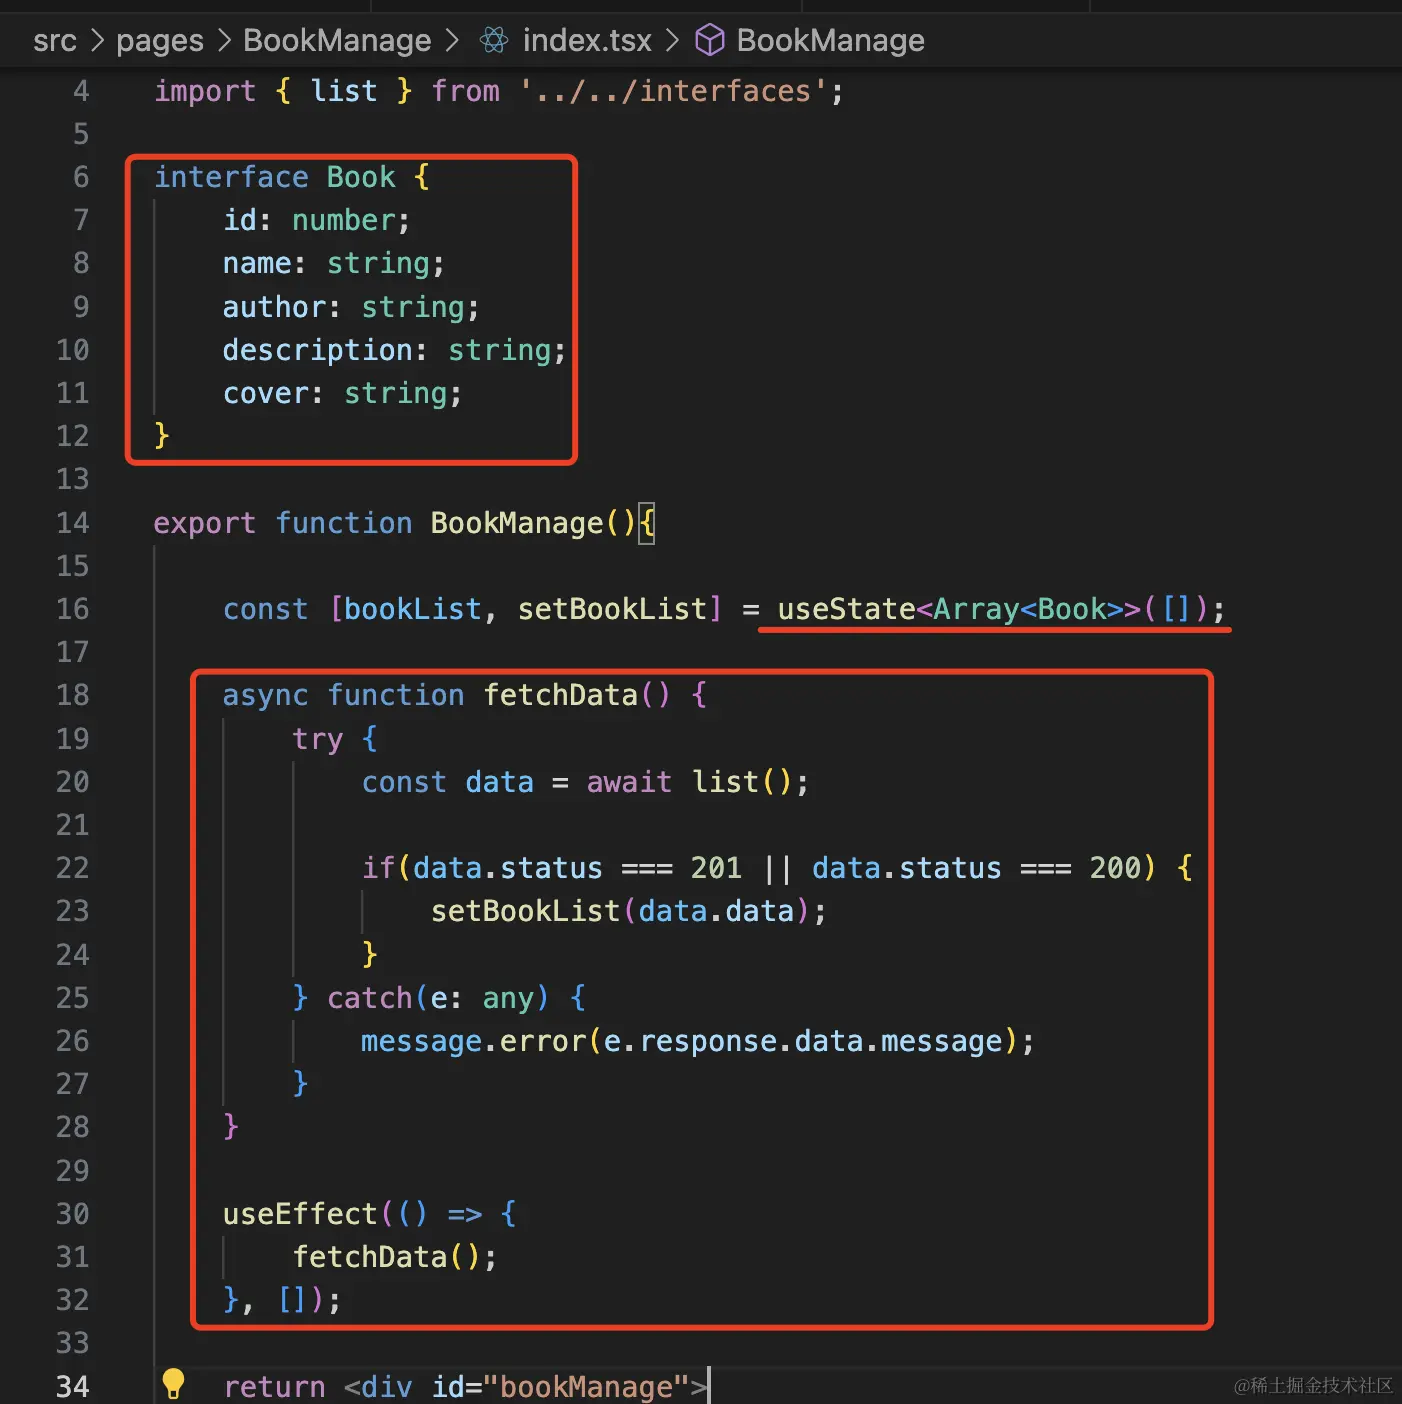 src > pages > BookManage > index.tsx > BookManage
4 import { list } from '../../interfaces';
5
6 interface Book {
7 id: number;
8 name: string;
9 author: string;
10 description: string;
11 cover: string;
12 }
13
14 export function BookManage(){
15
16 const [bookList, setBookList] = useState<Array<Book>>([]);
17
18 async function fetchData() {
19 try {
20 const data = await list();
21
22 if(data.status === 201 || data.status === 200) {
23 setBookList(data.data);
24 }
25 } catch(e: any) {
26 message.error(e.response.data.message);
27 }
28 }
29
30 useEffect(() => {
31 fetchData();
32 }, []);
33
34 return <div id="bookManage">
@稀土掘金技术社区